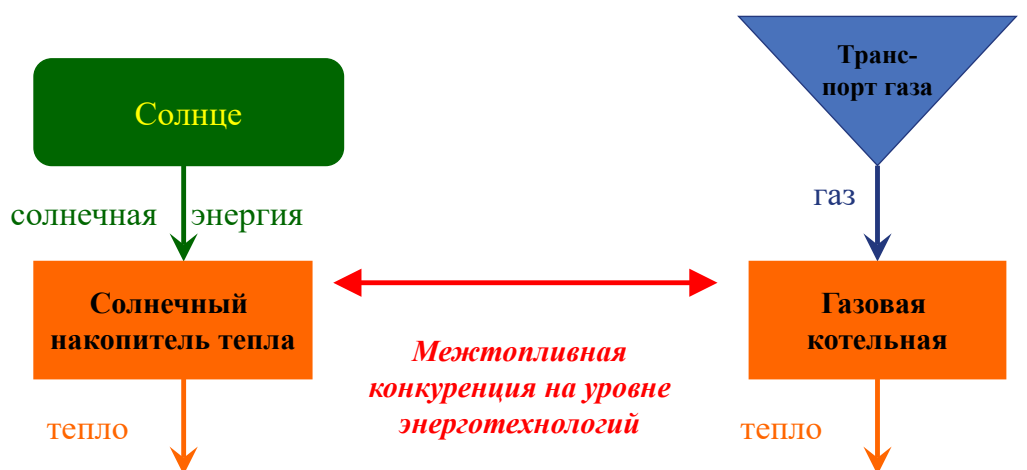 Транс-
порт газа
Солнце
газ
солнечная энергия
Солнечный
накопитель тепла
Газовая
котельная
Межтопливная
конкуренция на уровне
энерготехнологий
тепло
тепло